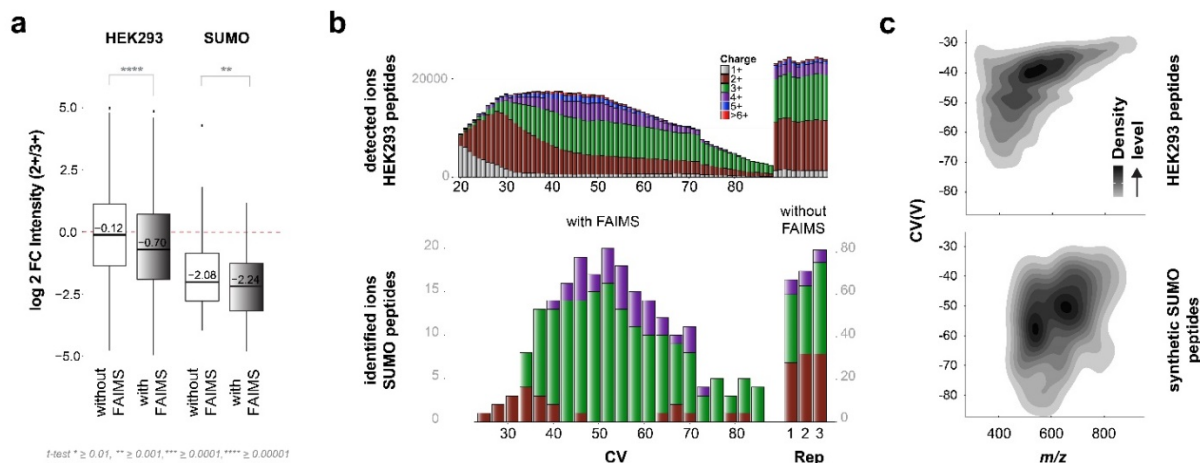 a
HEK293 SUMO
**** **
log 2 FC Intensity (2+/3+)
5.0
2.5
0.0
−2.5
−5.0
−0.12
−0.70
−2.08
−2.24
without FAIMS
with FAIMS
without FAIMS
with FAIMS
t-test * ≥ 0.01, ** ≥ 0.001,*** ≥ 0.0001,**** ≥ 0.00001
b
detected ions
HEK293 peptides
20000
0
Charge
1+
2+
3+
4+
5+
>6+
20 30 40 50 60 70 80
with FAIMS
without
FAIMS
identified ions
SUMO peptides
20
15
10
5
0
80
60
40
20
0
30 40 50 60 70 80
1 2 3
CV
Rep
c
CV(V)
-30
-40
-50
-60
-70
-80
Density
level
HEK293 peptides
-30
-40
-50
-60
-70
-80
synthetic SUMO
peptides
400 600 800
m/z